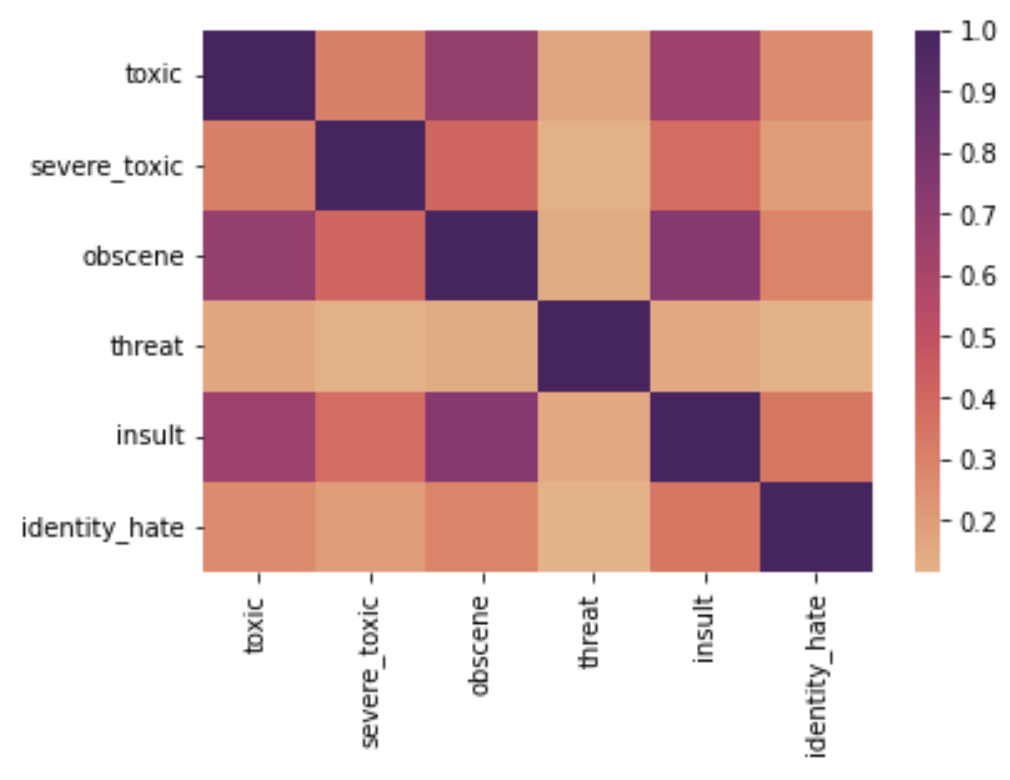 toxic
severe_toxic
obscene
threat
insult
identity_hate
toxic
severe_toxic
obscene
threat
insult
identity_hate
1.0
0.9
0.8
0.7
0.6
0.5
0.4
0.3
0.2